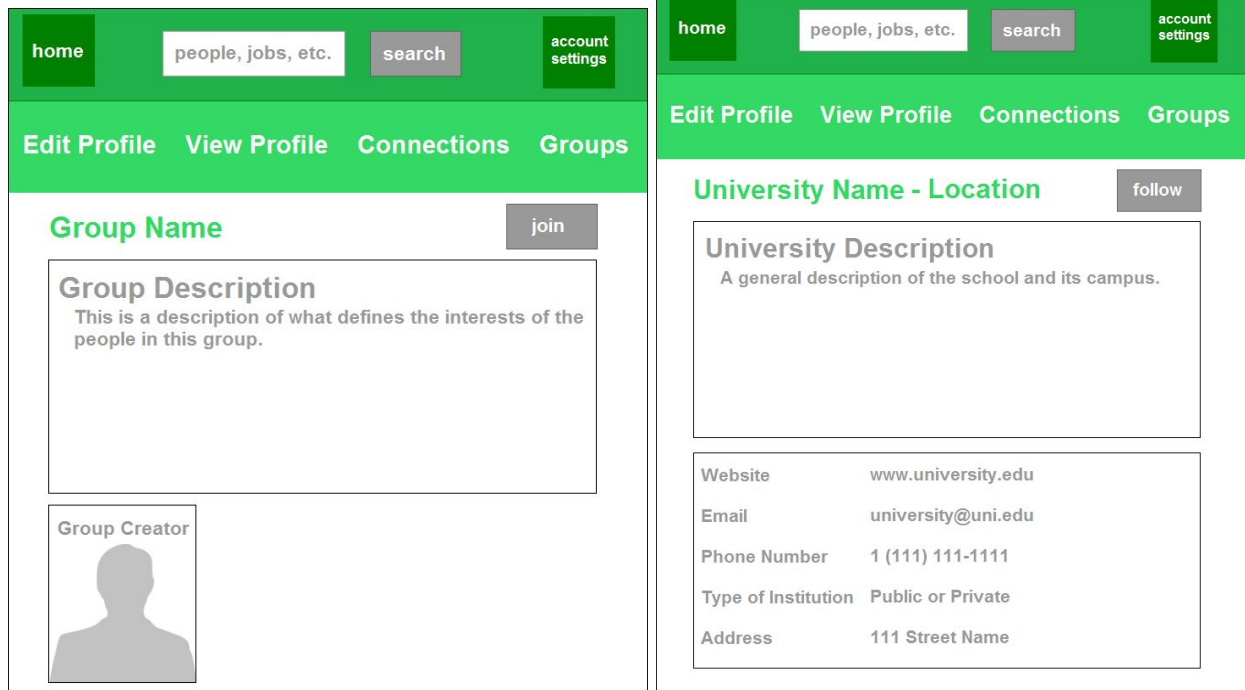 home
people, jobs, etc.
search
account
settings
Edit Profile View Profile Connections Groups
Group Name
join
Group Description
This is a description of what defines the interests of the
people in this group.
Group Creator
home
people, jobs, etc.
search
account
settings
Edit Profile View Profile Connections Groups
University Name - Location
follow
University Description
A general description of the school and its campus.
Website www.university.edu
Email university@uni.edu
Phone Number 1 (111) 111-1111
Type of Institution Public or Private
Address 111 Street Name